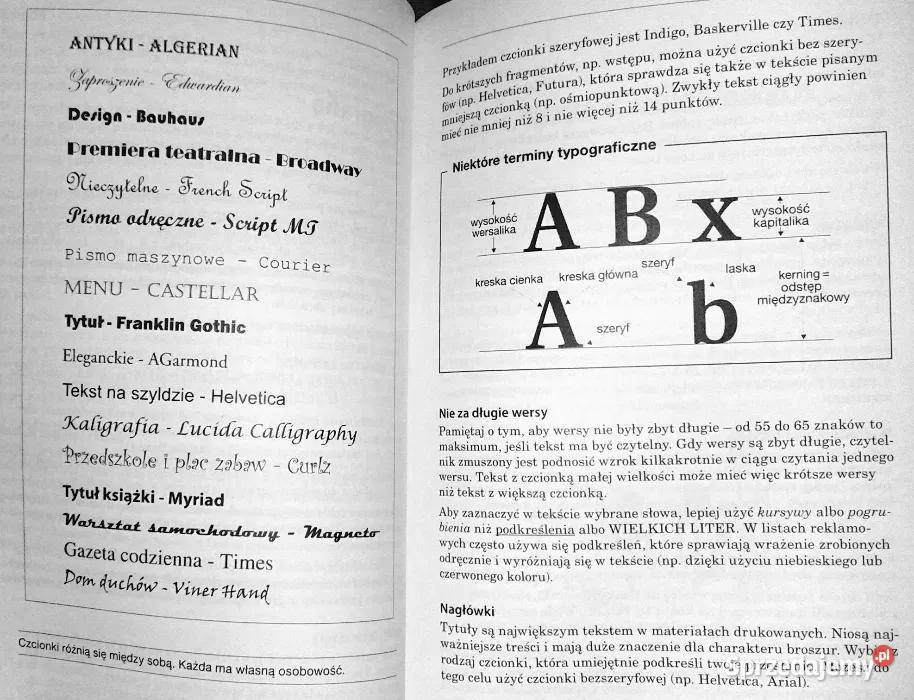 ANTYKI - ALGERIAN
Zaproszenie - Edwardian
Design - Bauhaus
Premiera teatralna - Broadway
Nieczytelne - French Script
Pismo odręczne - Script MT
Pismo maszynowe - Courier
MENU - CASTELLAR
Tytuł - Franklin Gothic
Eleganckie - AGarmond
Tekst na szyldzie - Helvetica
Kaligrafia - Lucida Calligraphy
Przedszkole i plac zabaw - Curlz
Tytuł książki - Myriad
Warsztat samochodowy - Magneto
Gazeta codzienna - Times
Dom duchów - Viner Hand
Czcionki różnią się między sobą. Każda ma własną osobowość.
Przykładem czcionki szeryfowej jest Indigo, Baskerville czy Times.
Do krótszych fragmentów, np. wstępu, można użyć czcionki bez szery-
fów (np. Helvetica, Futura), która sprawdza się także w tekście pisanym
mniejszą czcionką (np. ośmiopunktową). Zwykły tekst ciągły powinien
mieć nie mniej niż 8 i nie więcej niż 14 punktów.
Niektóre terminy typograficzne
wysokość
wersalika
A B x
wysokość
kapitalika
kreska cienka
kreska główna
szeryf
laska
kerning =
odstęp
międzyznakowy
A
szeryf
b
Nie za długie wersy
Pamiętaj o tym, aby wersy nie były zbyt długie – od 55 do 65 znaków to
maksimum, jeśli tekst ma być czytelny. Gdy wersy są zbyt długie, czytel-
nik zmuszony jest podnosić wzrok kilkakrotnie w ciągu czytania jednego
wersu. Tekst z czcionką małej wielkości może mieć więc krótsze wersy
niż tekst z większą czcionką.
Aby zaznaczyć w tekście wybrane słowa, lepiej użyć kursywy albo pogru-
bienia niż podkreślenia albo WIELKICH LITER. W listach reklamo-
wych często używa się podkreśleń, które sprawiają wrażenie zrobionych
odręcznie i wyróżniają się w tekście (np. dzięki użyciu niebieskiego lub
czerwonego koloru).
Nagłówki
Tytuły są największym tekstem w materiałach drukowanych. Niosą naj-
ważniejsze treści i mają duże znaczenie dla charakteru broszur.
rodzaj czcionki, która umiejętnie podkreśli
tego celu użyć czcionki bezszeryfowej (np. Helvetica, Arial).
Sprzedajemy.pl